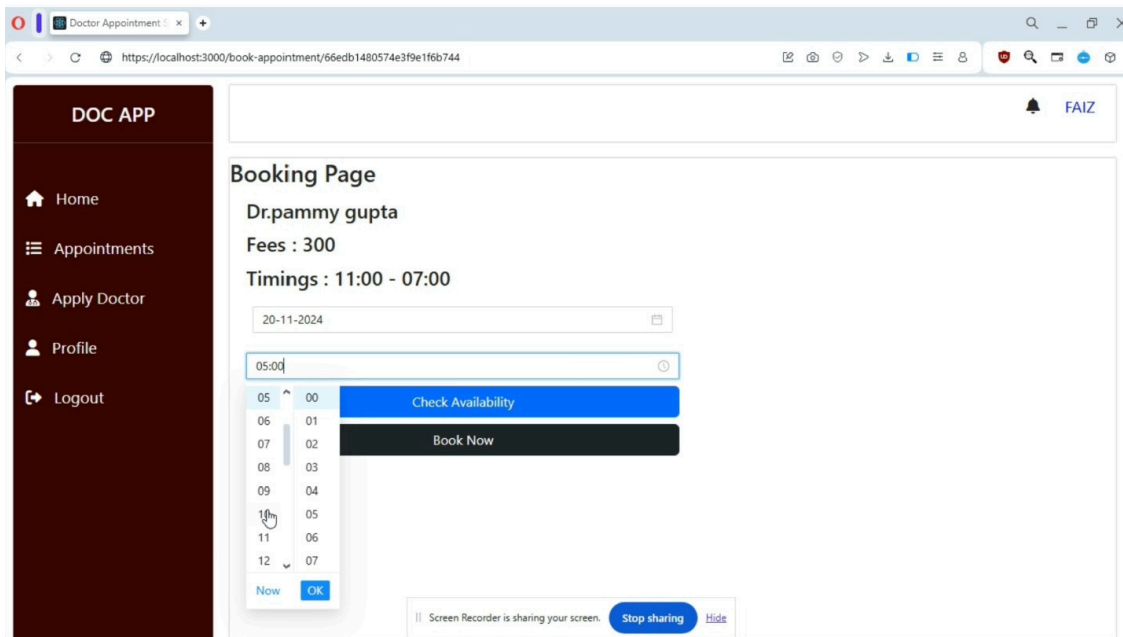 Doctor Appointment S
https://localhost:3000/book-appointment/66edb1480574e3f9e1f6b744
DOC APP
FAIZ
Home
Appointments
Apply Doctor
Profile
Logout
Booking Page
Dr.pammy gupta
Fees : 300
Timings : 11:00 - 07:00
20-11-2024
05:00
Check Availability
Book Now
05 00
06 01
07 02
08 03
09 04
10 05
11 06
12 07
Now OK
Screen Recorder is sharing your screen. Stop sharing Hide